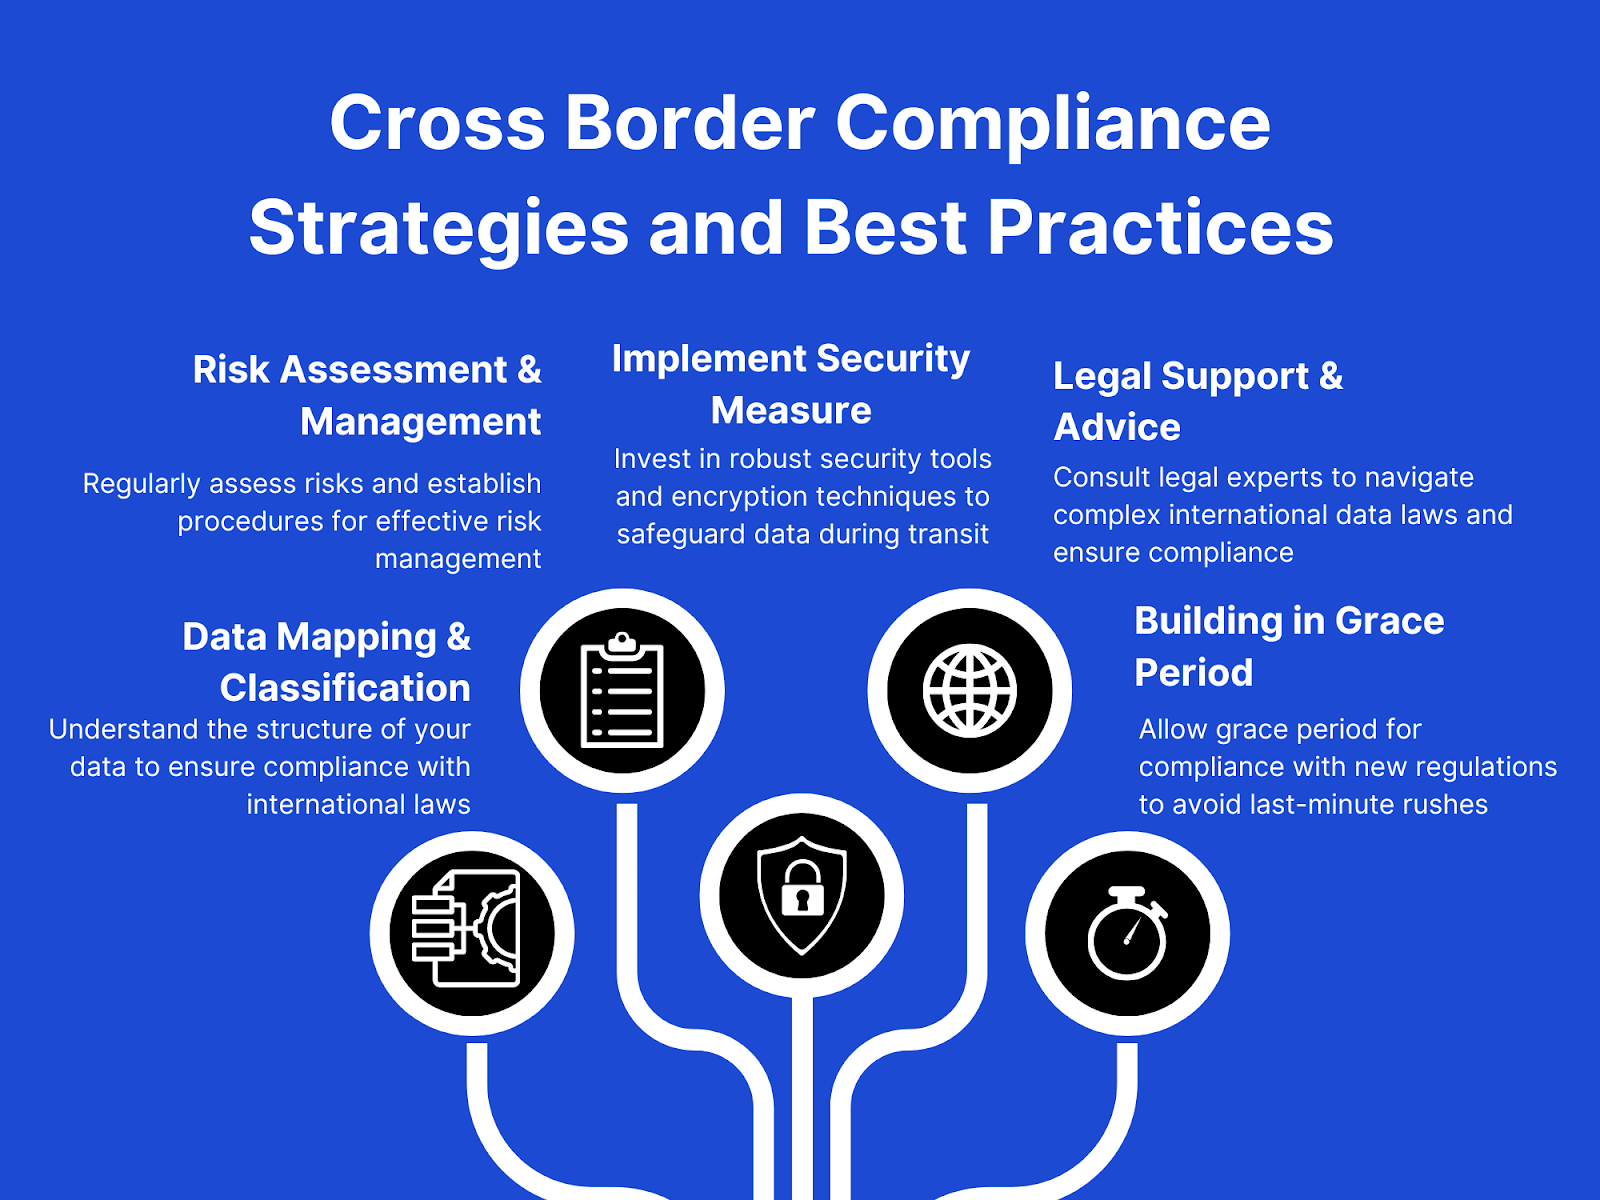 Cross Border Compliance
Strategies and Best Practices
Risk Assessment &
Management
Regularly assess risks and establish
procedures for effective risk
management
Implement Security
Measure
Invest in robust security tools
and encryption techniques to
safeguard data during transit
Legal Support &
Advice
Consult legal experts to navigate
complex international data laws and
ensure compliance
Data Mapping &
Classification
Understand the structure of your
data to ensure compliance with
international laws
Building in Grace
Period
Allow grace period for
compliance with new regulations
to avoid last-minute rushes